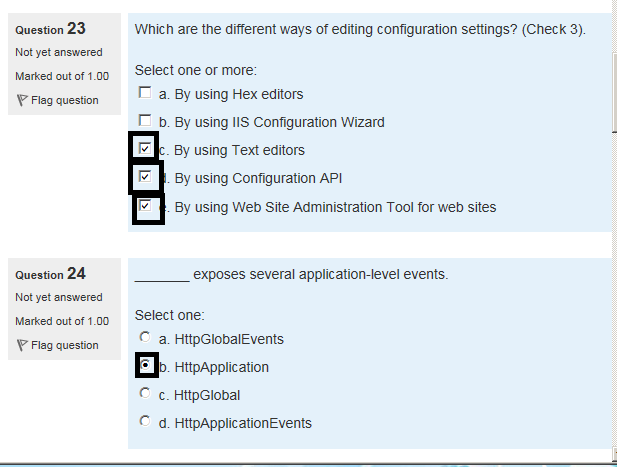 Question 23
Not yet answered
Marked out of 1.00
Flag question
Which are the different ways of editing configuration settings? (Check 3).
Select one or more:
a. By using Hex editors
b. By using IIS Configuration Wizard
c. By using Text editors
. By using Configuration API
. By using Web Site Administration Tool for web sites
Question 24
Not yet answered
Marked out of 1.00
Flag question
_______ exposes several application-level events.
Select one:
a. HttpGlobalEvents
b. HttpApplication
c. HttpGlobal
d. HttpApplicationEvents